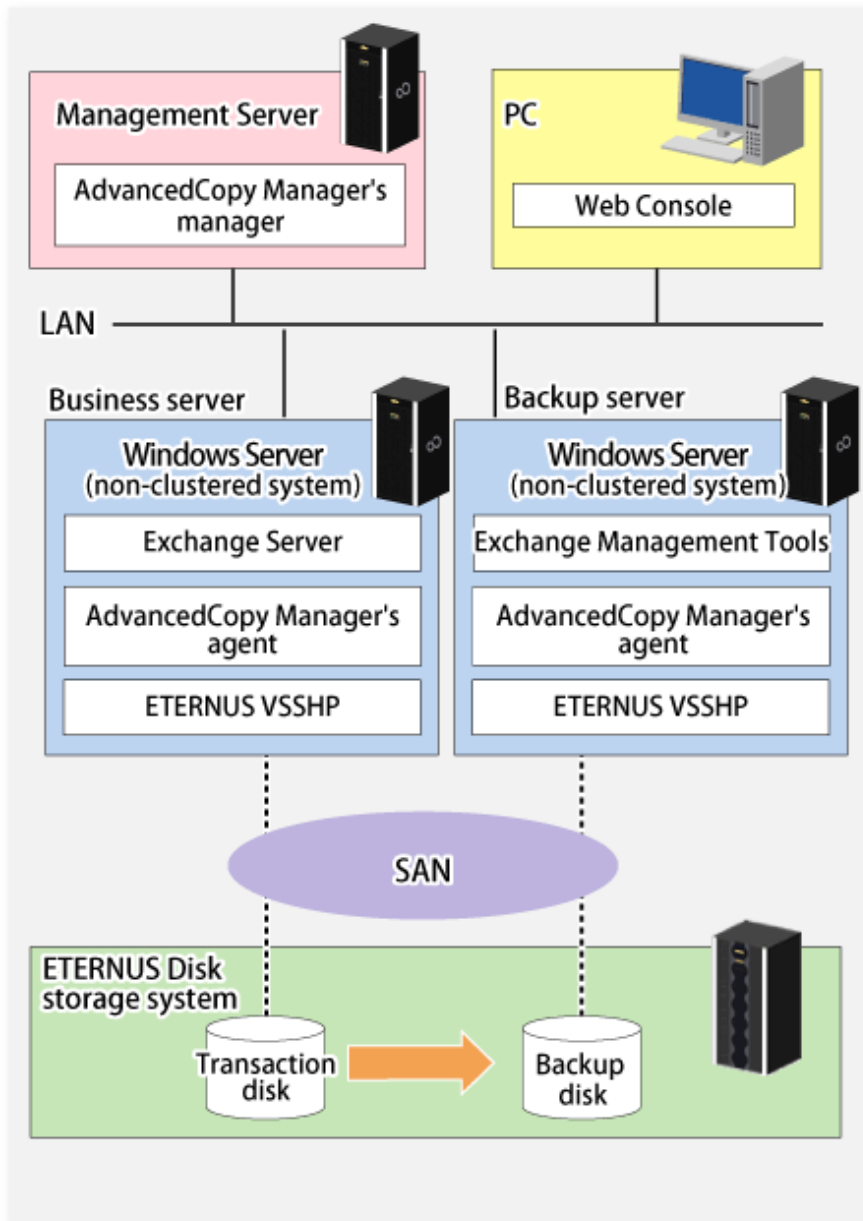 Management Server
AdvancedCopy Manager's
manager
PC
Web Console
LAN
Business server
Windows Server
(non-clustered system)
Exchange Server
AdvancedCopy Manager's
agent
ETERNUS VSSHP
Backup server
Windows Server
(non-clustered system)
Exchange Management Tools
AdvancedCopy Manager's
agent
ETERNUS VSSHP
SAN
ETERNUS Disk
storage system
Transaction
disk
Backup
disk